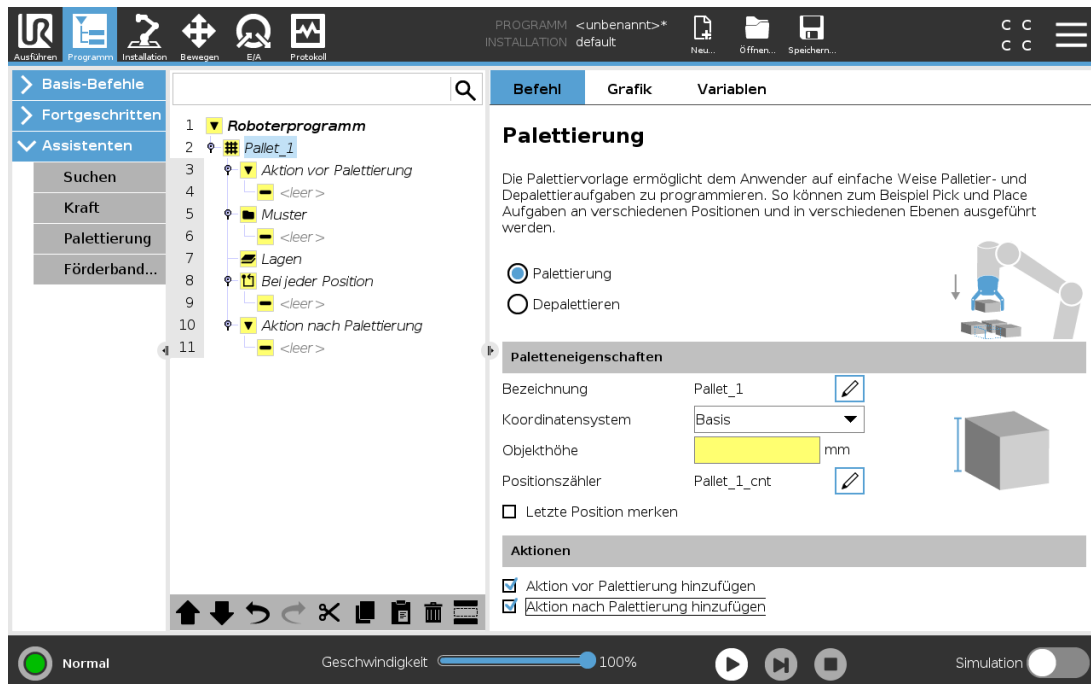 PROGRAMM <unbenannt>*
INSTALLATION default
UR
Ausführen Programm Installation Bewegen E/A Protokoll
Neu... Öffnen... Speichern...
C C
C C
Basis-Befehle
Fortgeschritten
Assistenten
Suchen
Kraft
Palettierung
Förderband...
1 Roboterprogramm
2 Pallet_1
3 Aktion vor Palettierung
4 <leer>
5 Muster
6 <leer>
7 Lagen
8 Bei jeder Position
9 <leer>
10 Aktion nach Palettierung
11 <leer>
Befehl Grafik Variablen
Palettierung
Die Palettiervorlage ermöglicht dem Anwender auf einfache Weise Palletier- und
Depalettieraufgaben zu programmieren. So können zum Beispiel Pick und Place
Aufgaben an verschiedenen Positionen und in verschiedenen Ebenen ausgeführt
werden.
Palettierung
Depalettieren
Paletteneigenschaften
Bezeichnung Pallet_1
Koordinatensystem Basis
Objekthöhe mm
Positionszähler Pallet_1_cnt
Letzte Position merken
Aktionen
Aktion vor Palettierung hinzufügen
Aktion nach Palettierung hinzufügen
Normal
Geschwindigkeit 100%
Simulation